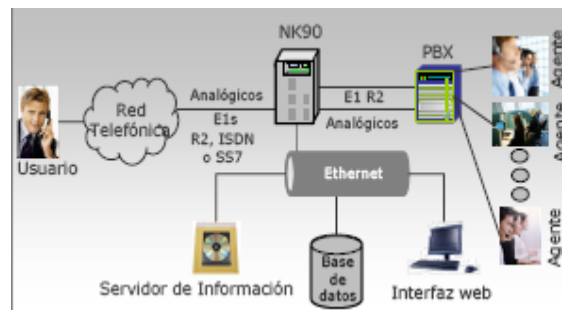 NK90
PBX
Agente
Red
Telefónica
Analógicos
E1s
R2, ISDN
o SS7
E1 R2
Analógicos
Agente
Usuario
Ethernet
Agente
Servidor de Información
Base
de
datos
Interfaz web